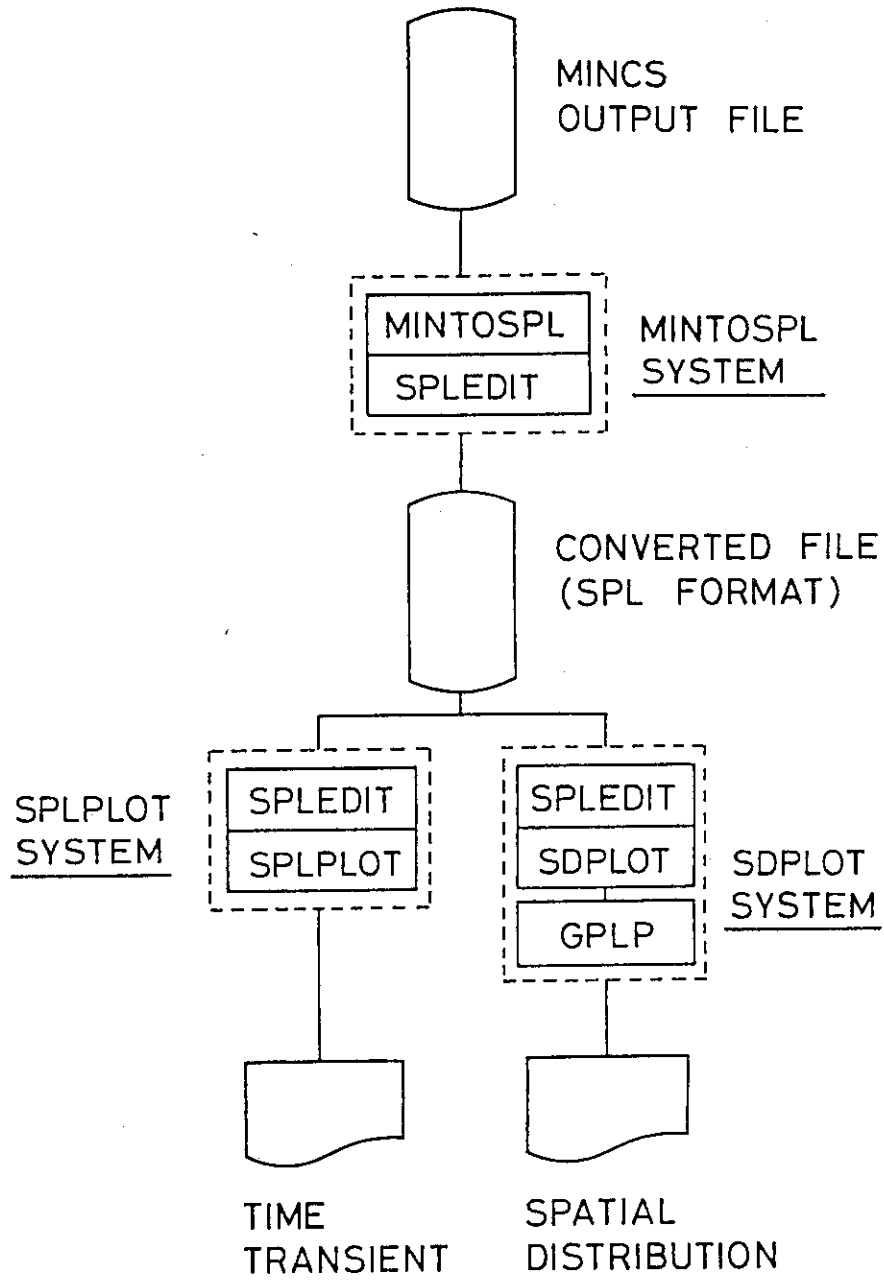 MINCS
OUTPUT FILE
MINTOSPL
SPLEDIT
MINTOSPL
SYSTEM
CONVERTED FILE
(SPL FORMAT)
SPLPLOT
SYSTEM
SPLEDIT
SPLPLOT
SPLEDIT
SDPLOT
GPLP
SDPLOT
SYSTEM
TIME
TRANSIENT
SPATIAL
DISTRIBUTION